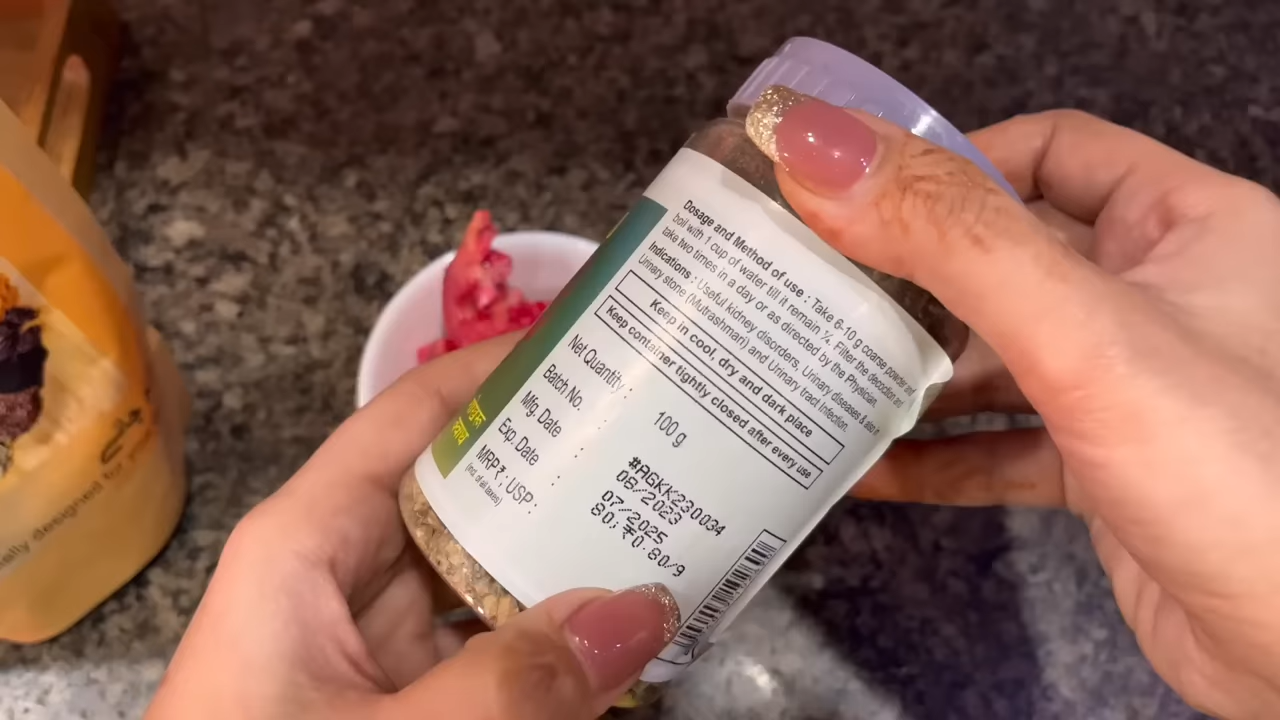 Dosage and Method of use : Take 6-10 g coarse powder and
boil with 1 cup of water till it remain ¼. Filter the decoction and
take two times in a day or as directed by the Physician.
Indications : Useful kidney disorders, Urinary diseases & also in
Urinary stone (Mutrashmari) and Urinary tract Infection.
Keep in cool, dry and dark place
Keep container tightly closed after every use
Net Quantity : 100 g
Batch No. : #AGKK230034
Mfg. Date : 08/2023
Exp. Date : 07/2025
MRP₹; USP : 80; ₹0.80/g
(incl. of all taxes)
ally designed for yo